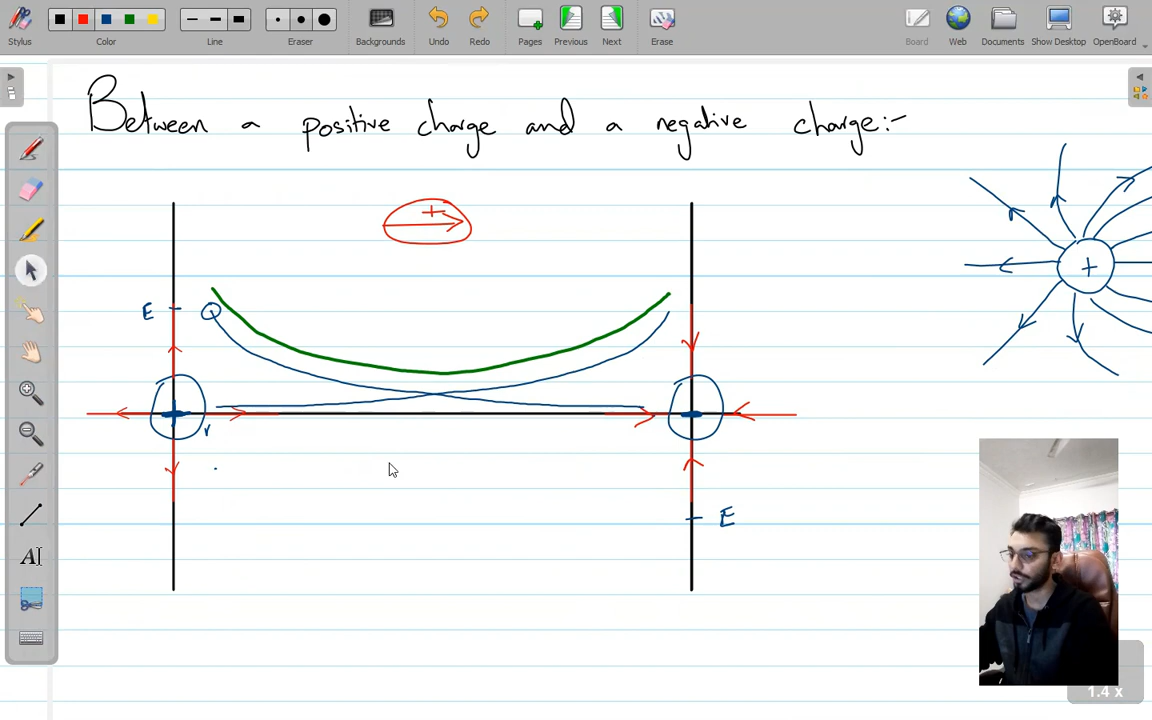 Stylus
Color
Line
Eraser
Backgrounds
Undo
Redo
Pages
Previous
Next
Erase
Board
Web
Documents
Show Desktop
OpenBoard
Between a positive charge and a negative charge:-
+
+
E
+
r
E
A
1.4 x